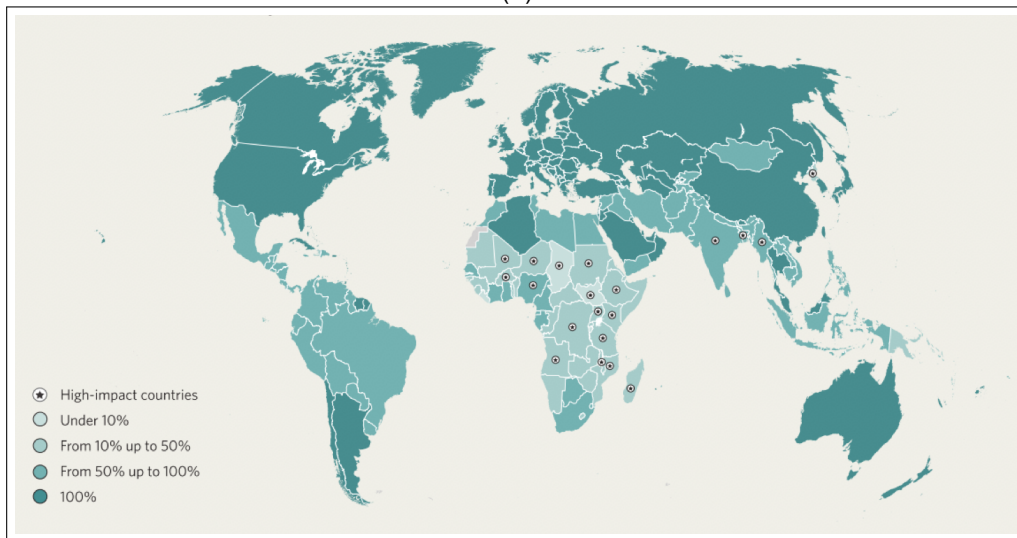 High-impact countries
Under 10%
From 10% up to 50%
From 50% up to 100%
100%